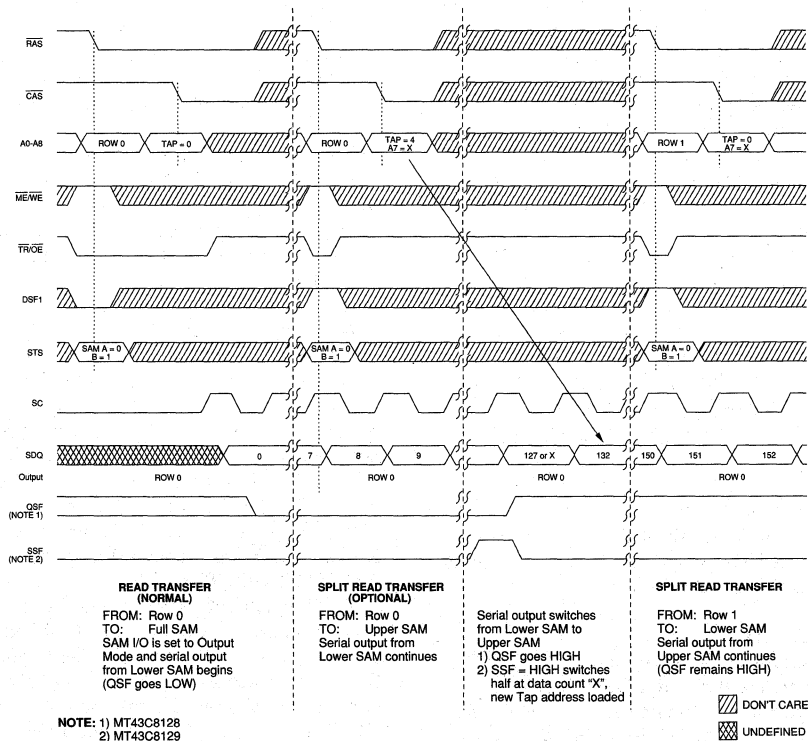 RAS
CAS
A0-A8 ROW 0 TAP = 0 ROW 0 TAP = 4 A7 = X ROW 1 TAP = 0 A7 = X
ME/WE
TR/OE
DSF1
STS SAM A = 0 B = 1 SAM A = 0 B = 1 SAM A = 0 B = 1
SC
SDQ 0 7 8 9 127 or X 132 150 151 152
Output ROW 0 ROW 0 ROW 0 ROW 0
QSF
(NOTE 1)
SSF
(NOTE 2)
READ TRANSFER
(NORMAL)
FROM: Row 0
TO: Full SAM
SAM I/O is set to Output
Mode and serial output
from Lower SAM begins
(QSF goes LOW)
SPLIT READ TRANSFER
(OPTIONAL)
FROM: Row 0
TO: Upper SAM
Serial output from
Lower SAM continues
Serial output switches
from Lower SAM to
Upper SAM
1) QSF goes HIGH
2) SSF = HIGH switches
half at data count "X",
new Tap address loaded
SPLIT READ TRANSFER
FROM: Row 1
TO: Lower SAM
Serial output from
Upper SAM continues
(QSF remains HIGH)
DON'T CARE
UNDEFINED
NOTE: 1) MT43C8128
2) MT43C8129